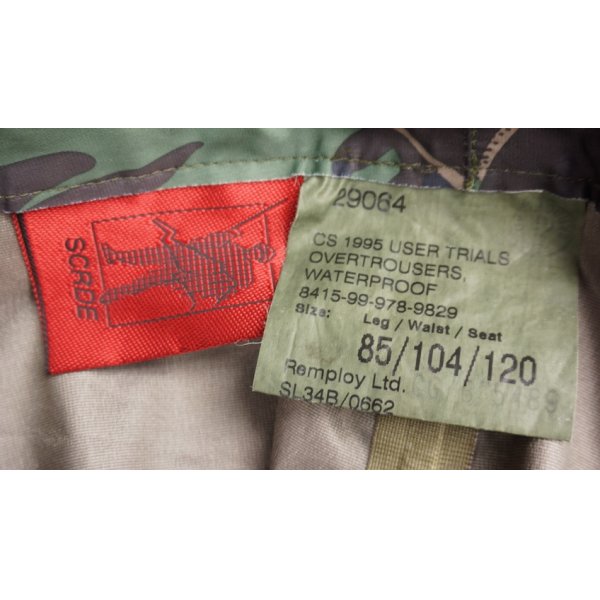 SCRDE
29064
CS 1995 USER TRIALS
OVERTROUSERS,
WATERPROOF
8415-99-978-9829
Size: Leg / Waist / Seat
85/104/120
Remploy Ltd.
SL34B/0662